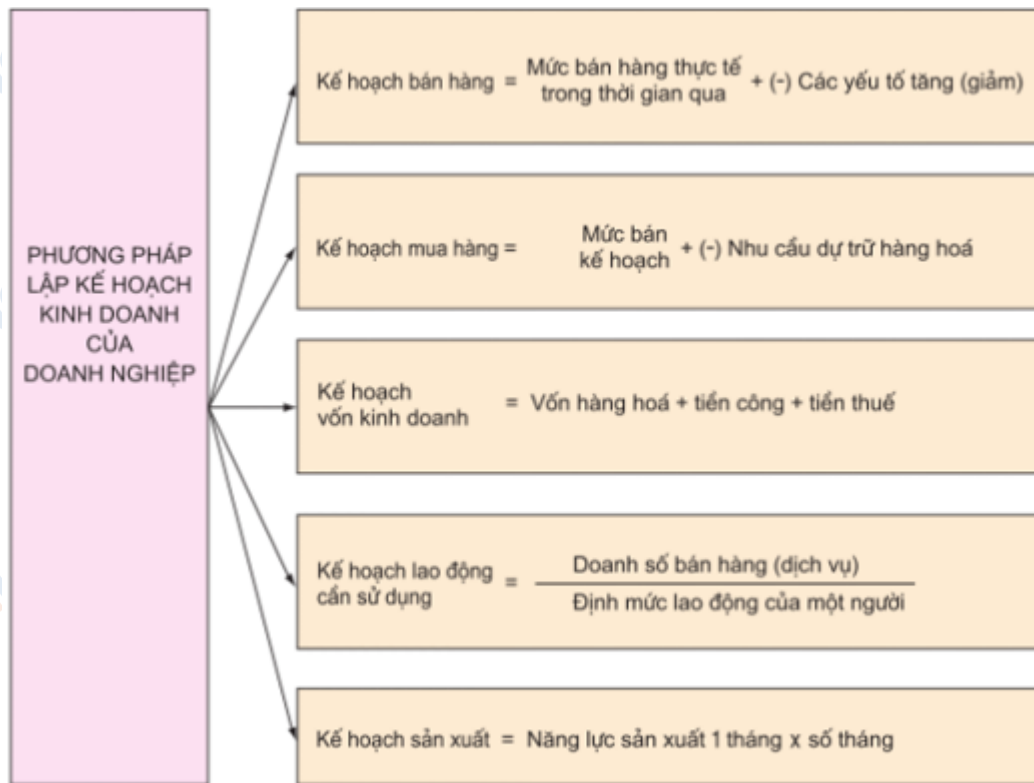 PHƯƠNG PHÁP
LẬP KẾ HOẠCH
KINH DOANH
CỦA
DOANH NGHIỆP
Kế hoạch bán hàng = Mức bán hàng thực tế trong thời gian qua + (-) Các yếu tố tăng (giảm)
Kế hoạch mua hàng = Mức bán kế hoạch + (-) Nhu cầu dự trữ hàng hoá
Kế hoạch
vốn kinh doanh = Vốn hàng hoá + tiền công + tiền thuế
Kế hoạch lao động
cần sử dụng =
Doanh số bán hàng (dịch vụ)
Định mức lao động của một người
Kế hoạch sản xuất = Năng lực sản xuất 1 tháng x số tháng